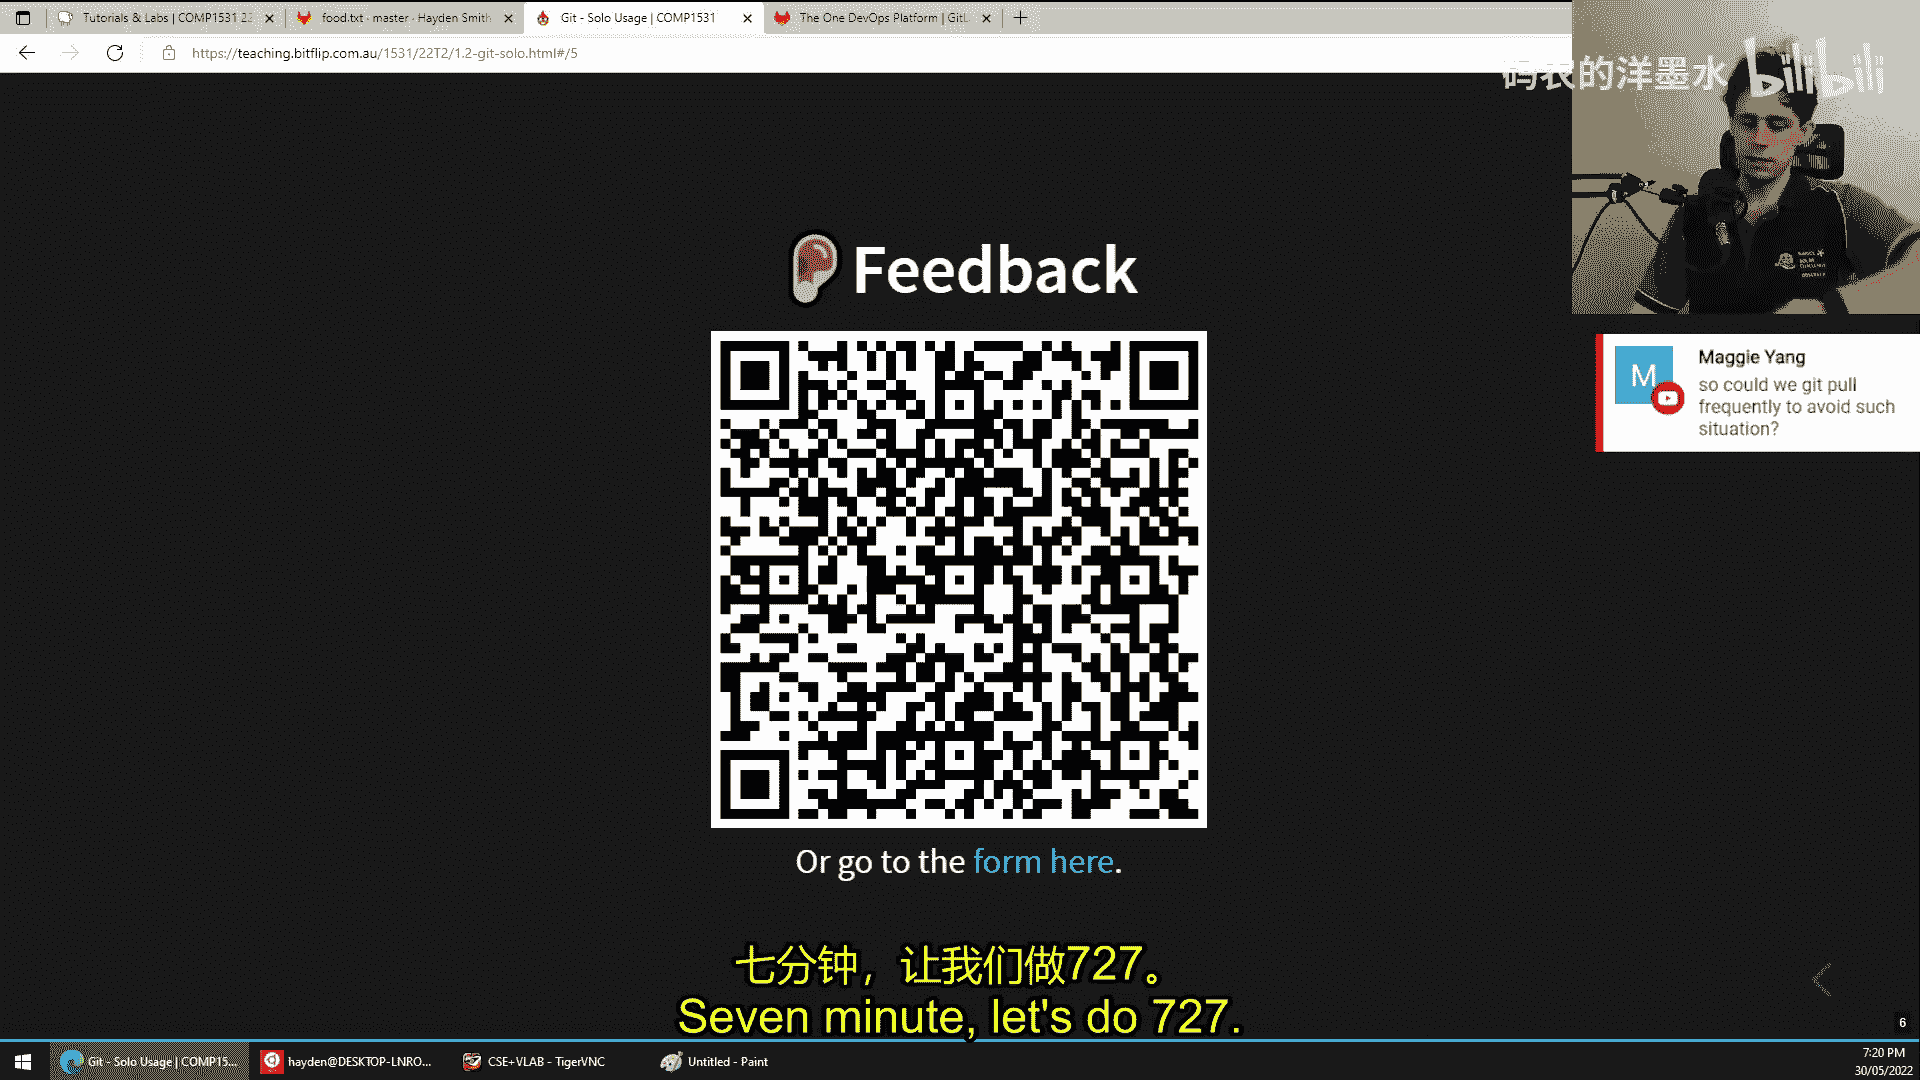 Tutorials & Labs | COMP1531 22
food.txt · master · Hayden Smith
Git - Solo Usage | COMP1531
The One DevOps Platform | GitL
https://teaching.bitflip.com.au/1531/22T2/1.2-git-solo.html#/5
码农的洋墨水 bilibili
Feedback
M
Maggie Yang
so could we git pull
frequently to avoid such
situation?
Or go to the form here.
七分钟，让我们做727。
Seven minute, let's do 727.
6
Git - Solo Usage | COMP15...
hayden@DESKTOP-LNRO...
CSE+VLAB - TigerVNC
Untitled - Paint
7:20 PM
30/05/2022